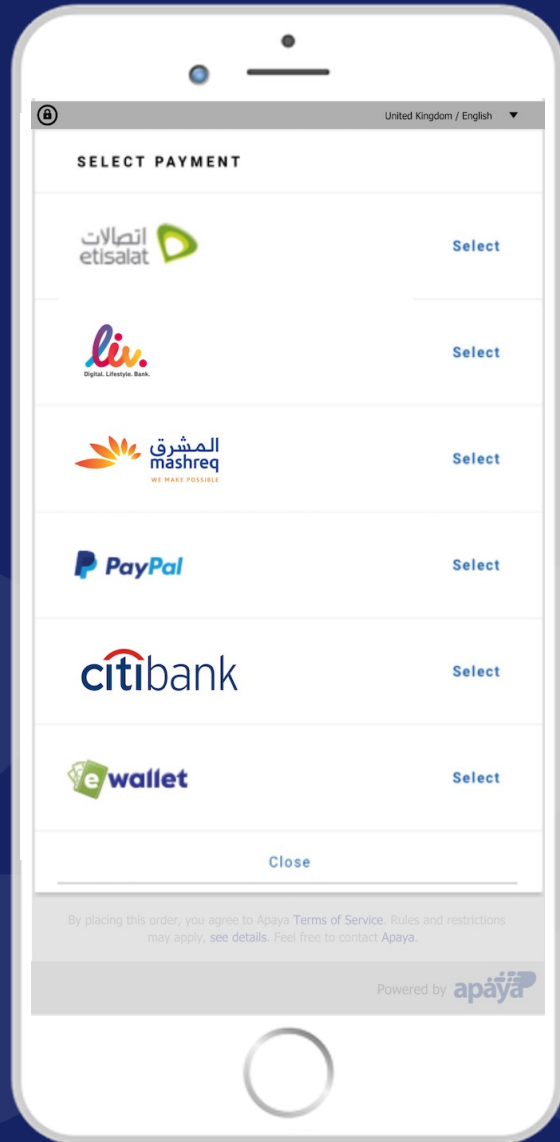 United Kingdom / English
SELECT PAYMENT
اتصالات
etisalat
Select
liv.
Digital. Lifestyle. Bank.
Select
المشرق
mashreq
WE MAKE POSSIBLE
Select
PayPal
Select
citibank
Select
e wallet
Select
Close
By placing this order, you agree to Apaya Terms of Service. Rules and restrictions
may apply, see details. Feel free to contact Apaya.
Powered by apaya